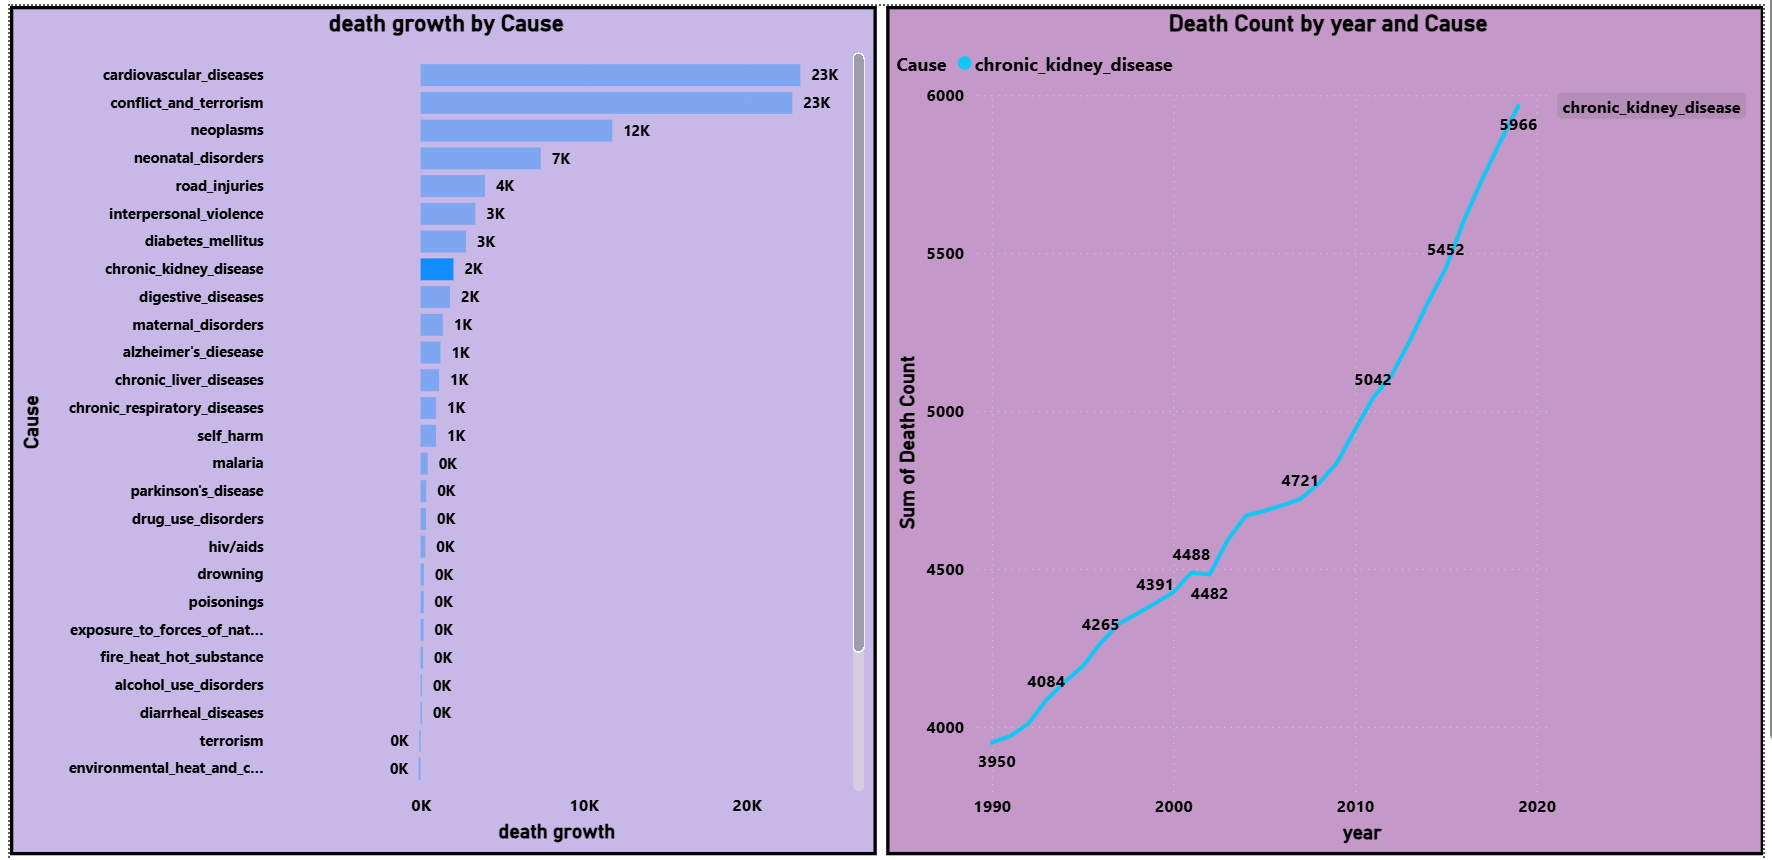 death growth by Cause
Cause
cardiovascular_diseases 23K
conflict_and_terrorism 23K
neoplasms 12K
neonatal_disorders 7K
road_injuries 4K
interpersonal_violence 3K
diabetes_mellitus 3K
chronic_kidney_disease 2K
digestive_diseases 2K
maternal_disorders 1K
alzheimer's_diesease 1K
chronic_liver_diseases 1K
chronic_respiratory_diseases 1K
self_harm 1K
malaria 0K
parkinson's_disease 0K
drug_use_disorders 0K
hiv/aids 0K
drowning 0K
poisonings 0K
exposure_to_forces_of_nat... 0K
fire_heat_hot_substance 0K
alcohol_use_disorders 0K
diarrheal_diseases 0K
terrorism 0K
environmental_heat_and_c... 0K
0K 10K 20K
death growth
Death Count by year and Cause
Cause chronic_kidney_disease
Sum of Death Count
6000
5500
5000
4500
4000
chronic_kidney_disease
5966
5452
5042
4721
4488
4391
4482
4265
4084
3950
1990 2000 2010 2020
year